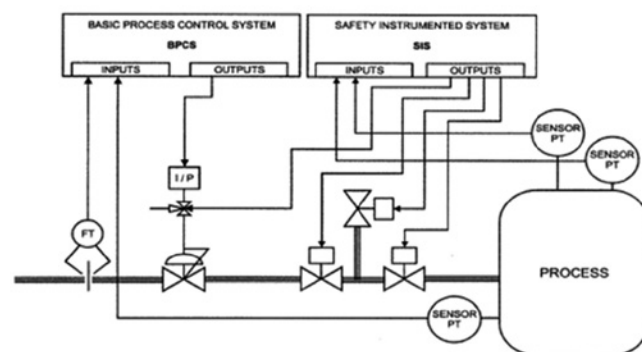 BASIC PROCESS CONTROL SYSTEM
BPCS
INPUTS
OUTPUTS
SAFETY INSTRUMENTED SYSTEM
SIS
INPUTS
OUTPUTS
SENSOR
PT
SENSOR
PT
I / P
FT
PROCESS
SENSOR
PT